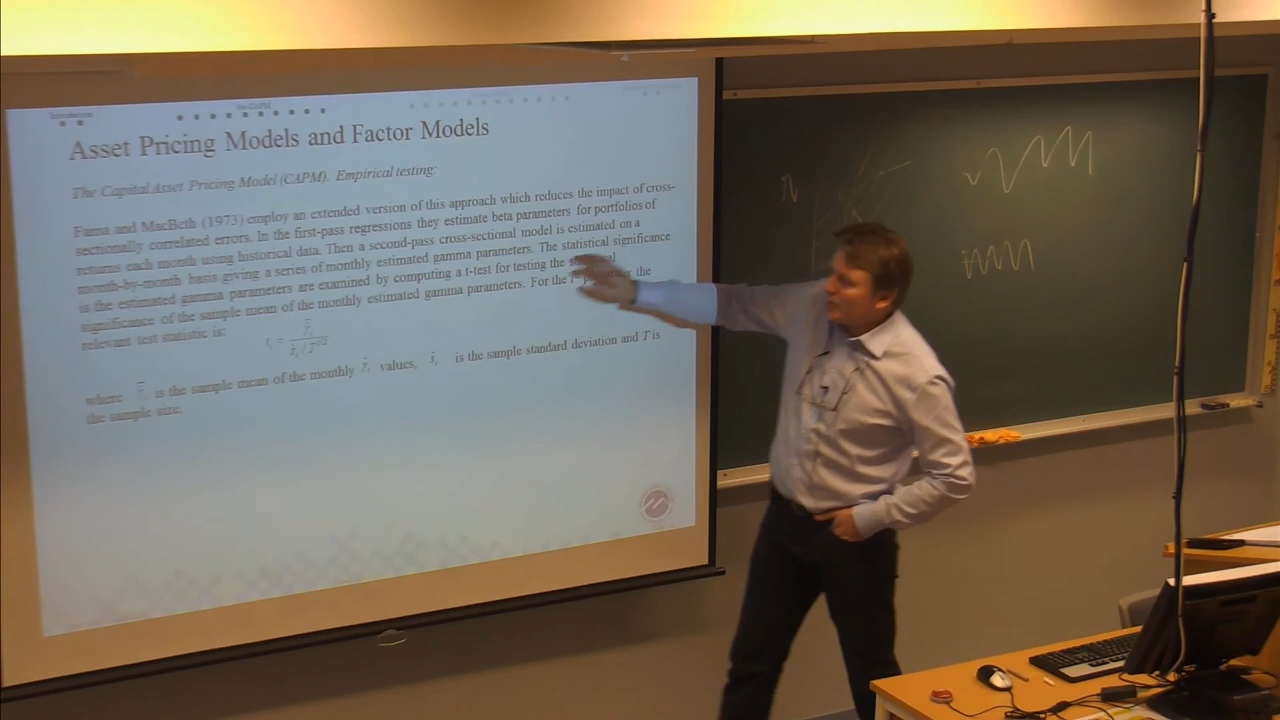 Introduction The CAPM
Asset Pricing Models and Factor Models
The Capital Asset Pricing Model (CAPM). Empirical testing:
Fama and MacBeth (1973) employ an extended version of this approach which reduces the impact of cross-
sectionally correlated errors. In the first-pass regressions they estimate beta parameters for portfolios of
returns each month using historical data. Then a second-pass cross-sectional model is estimated on a
month-by-month basis giving a series of monthly estimated gamma parameters. The statistical significance
is the estimated gamma parameters are examined by computing a t-test for testing the
significance of the sample mean of the monthly estimated gamma parameters. For the iᵗʰ the
relevant test statistic is:
where is the sample mean of the monthly values, is the sample standard deviation and T is
the sample size.